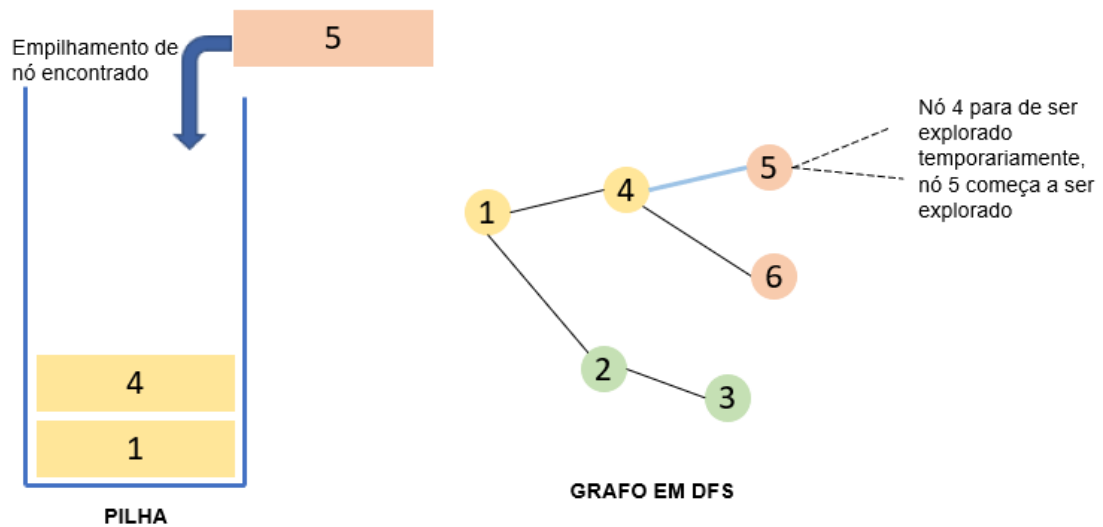 Empilhamento de
nó encontrado
5
4
1
PILHA
1
4
5
6
2
3
Nó 4 para de ser
explorado
temporariamente,
nó 5 começa a ser
explorado
GRAFO EM DFS